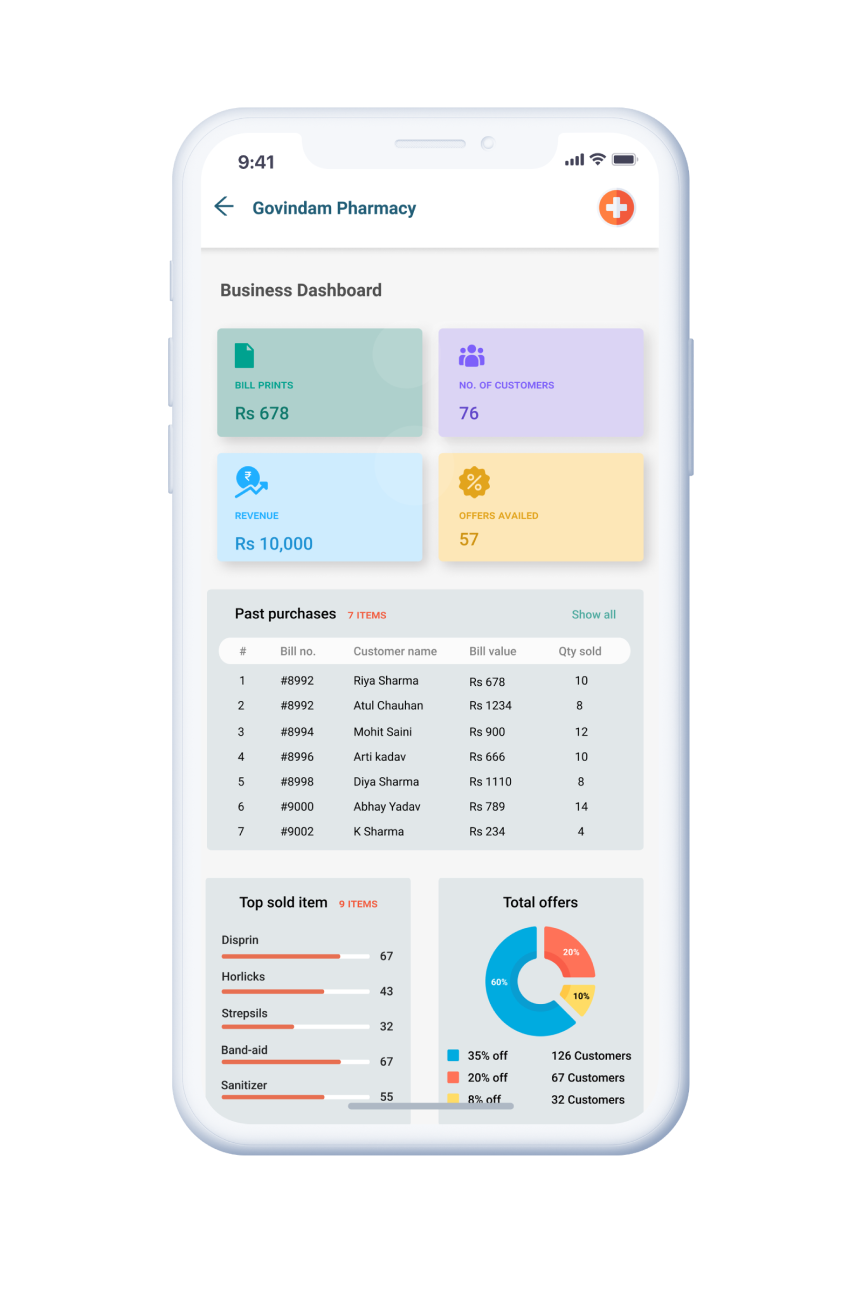 9:41
Govindam Pharmacy
Business Dashboard
BILL PRINTS
Rs 678
NO. OF CUSTOMERS
76
₹
REVENUE
Rs 10,000
%
OFFERS AVAILED
57
Past purchases 7 ITEMS Show all
# Bill no. Customer name Bill value Qty sold
1 #8992 Riya Sharma Rs 678 10
2 #8992 Atul Chauhan Rs 1234 8
3 #8994 Mohit Saini Rs 900 12
4 #8996 Arti kadav Rs 666 10
5 #8998 Diya Sharma Rs 1110 8
6 #9000 Abhay Yadav Rs 789 14
7 #9002 K Sharma Rs 234 4
Top sold item 9 ITEMS
Disprin
67
Horlicks
43
Strepsils
32
Band-aid
67
Sanitizer
55
Total offers
20%
60%
10%
35% off 126 Customers
20% off 67 Customers
8% off 32 Customers